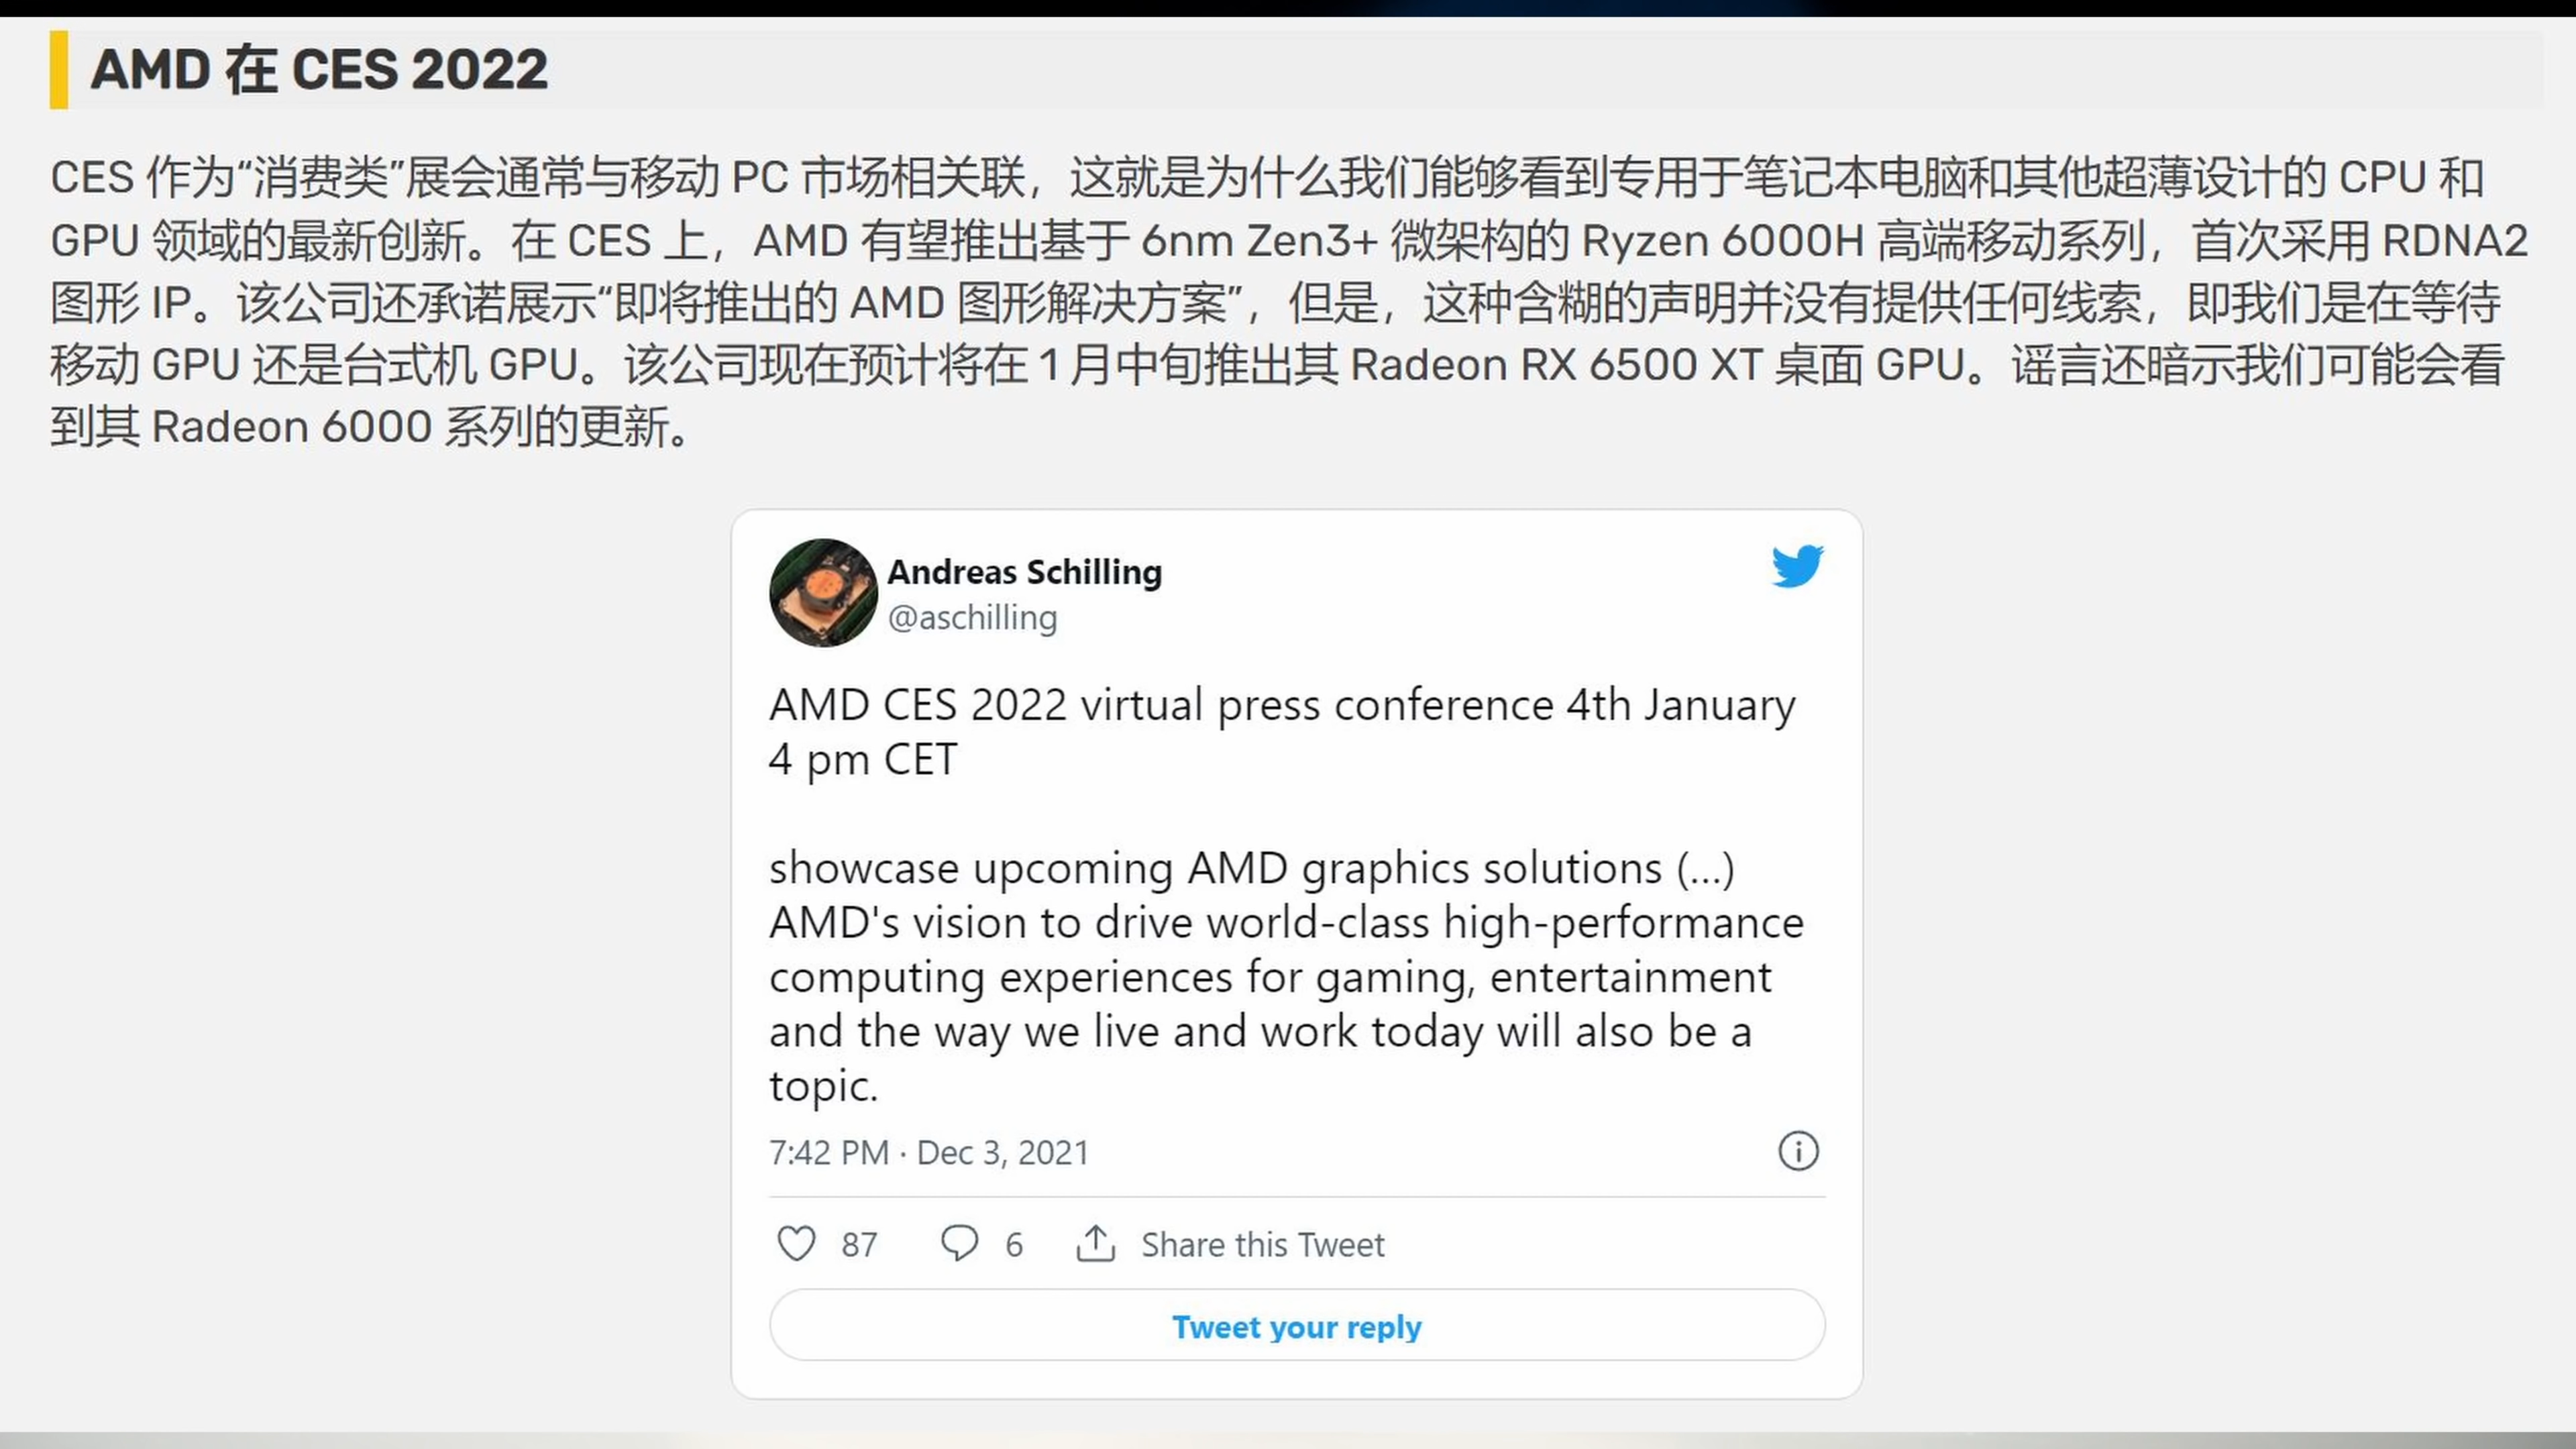 AMD 在 CES 2022
CES 作为“消费类”展会通常与移动 PC 市场相关联，这就是为什么我们能够看到专用于笔记本电脑和其他超薄设计的 CPU 和
GPU 领域的最新创新。在 CES 上，AMD 有望推出基于 6nm Zen3+ 微架构的 Ryzen 6000H 高端移动系列，首次采用 RDNA2
图形 IP。该公司还承诺展示“即将推出的 AMD 图形解决方案”，但是，这种含糊的声明并没有提供任何线索，即我们是在等待
移动 GPU 还是台式机 GPU。该公司现在预计将在 1 月中旬推出其 Radeon RX 6500 XT 桌面 GPU。谣言还暗示我们可能会看
到其 Radeon 6000 系列的更新。
Andreas Schilling
@aschilling
AMD CES 2022 virtual press conference 4th January
4 pm CET
showcase upcoming AMD graphics solutions (...)
AMD's vision to drive world-class high-performance
computing experiences for gaming, entertainment
and the way we live and work today will also be a
topic.
7:42 PM · Dec 3, 2021
87 6 Share this Tweet
Tweet your reply